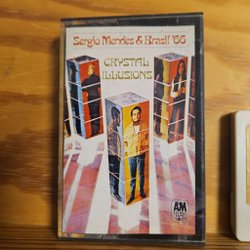 Sergio Mendes & Brasil '66
CRYSTAL
ILLUSIONS
A&M